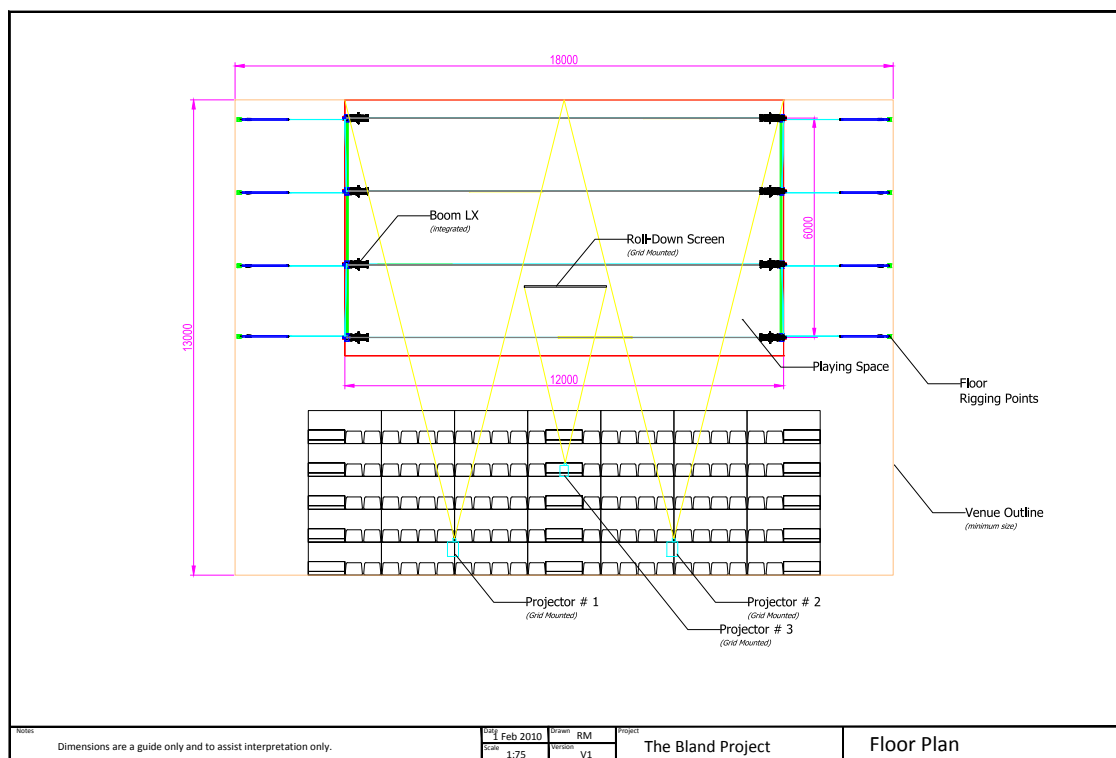 18000
Boom LX
(integrated)
Roll-Down Screen
(Grid Mounted)
6000
13000
Playing Space
12000
Floor
Rigging Points
Venue Outline
(minimum size)
Projector # 1
(Grid Mounted)
Projector # 2
(Grid Mounted)
Projector # 3
(Grid Mounted)
Notes
Dimensions are a guide only and to assist interpretation only.
Date
1 Feb 2010
Drawn
RM
Scale
1:75
Version
V1
Project
The Bland Project
Floor Plan